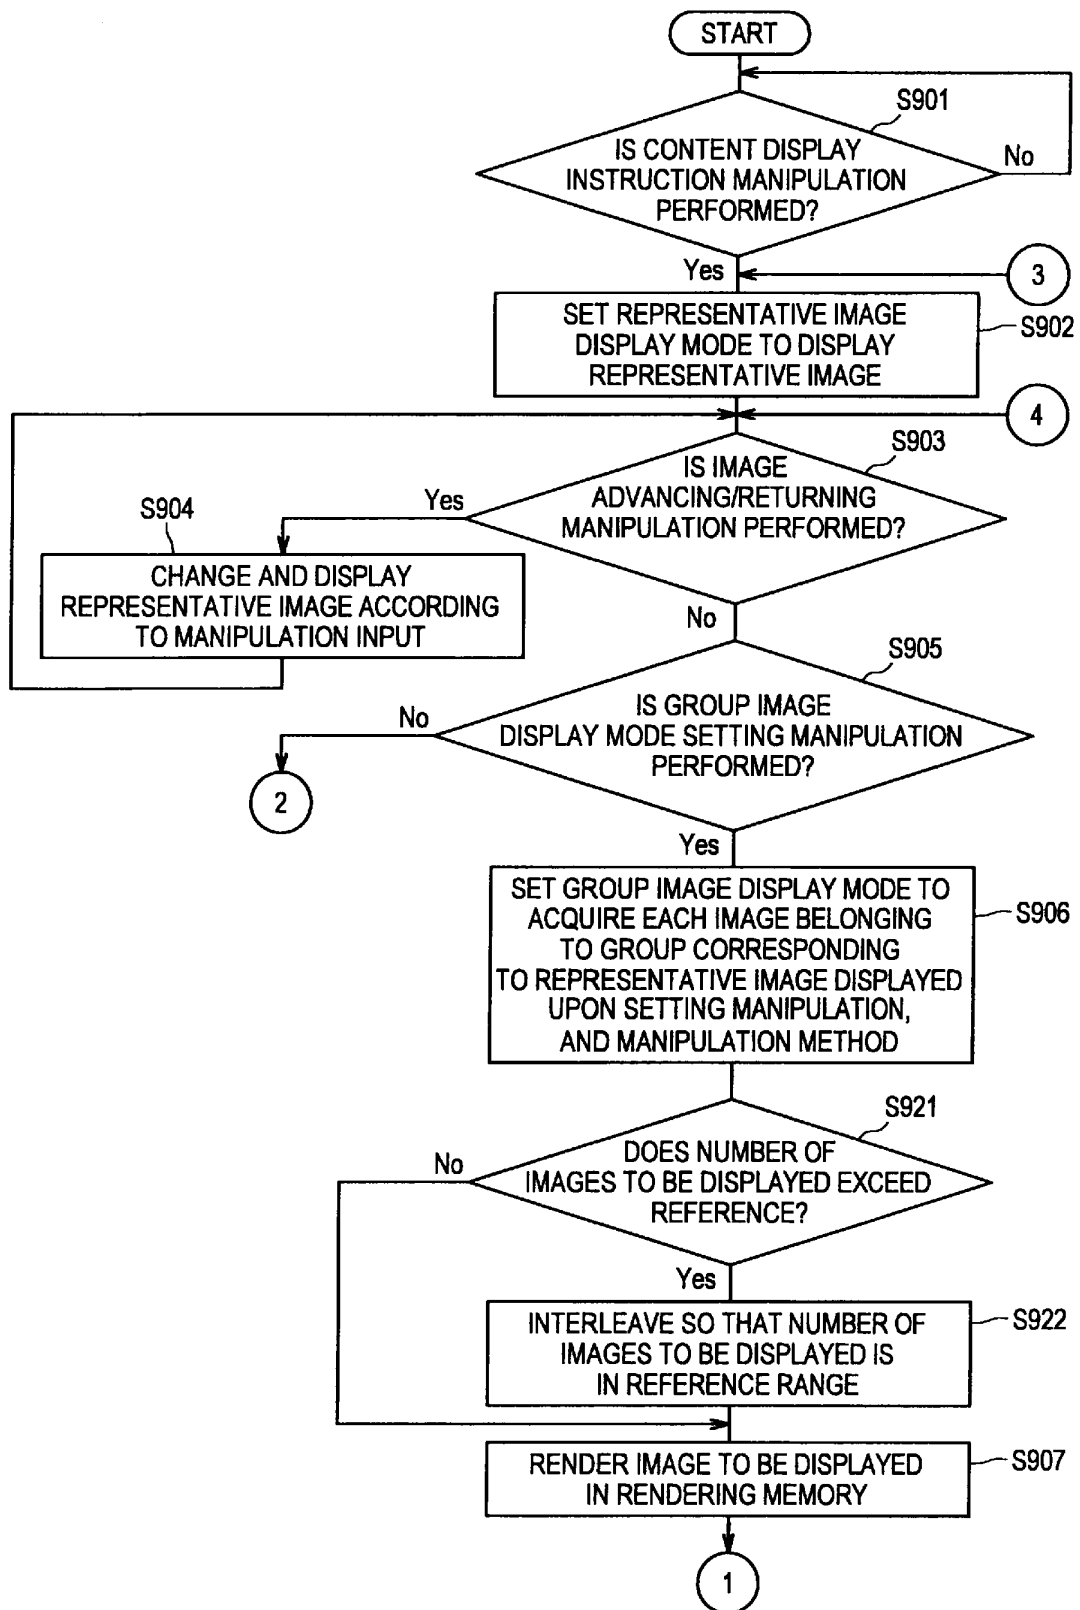 START
S901
IS CONTENT DISPLAY
INSTRUCTION MANIPULATION
PERFORMED?
No
Yes
3
SET REPRESENTATIVE IMAGE
DISPLAY MODE TO DISPLAY
REPRESENTATIVE IMAGE
S902
4
S903
IS IMAGE
ADVANCING/RETURNING
MANIPULATION PERFORMED?
Yes
S904
CHANGE AND DISPLAY
REPRESENTATIVE IMAGE ACCORDING
TO MANIPULATION INPUT
No
S905
IS GROUP IMAGE
DISPLAY MODE SETTING MANIPULATION
PERFORMED?
No
2
Yes
SET GROUP IMAGE DISPLAY MODE TO
ACQUIRE EACH IMAGE BELONGING
TO GROUP CORRESPONDING
TO REPRESENTATIVE IMAGE DISPLAYED
UPON SETTING MANIPULATION,
AND MANIPULATION METHOD
S906
S921
DOES NUMBER OF
IMAGES TO BE DISPLAYED EXCEED
REFERENCE?
No
Yes
INTERLEAVE SO THAT NUMBER OF
IMAGES TO BE DISPLAYED IS
IN REFERENCE RANGE
S922
RENDER IMAGE TO BE DISPLAYED
IN RENDERING MEMORY
S907
1